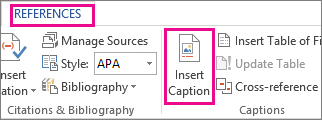 REFERENCES
Manage Sources
Insert Table of Fi
Style: APA
Update Table
Insert
Caption
Bibliography
Cross-reference
Citations & Bibliography
Captions